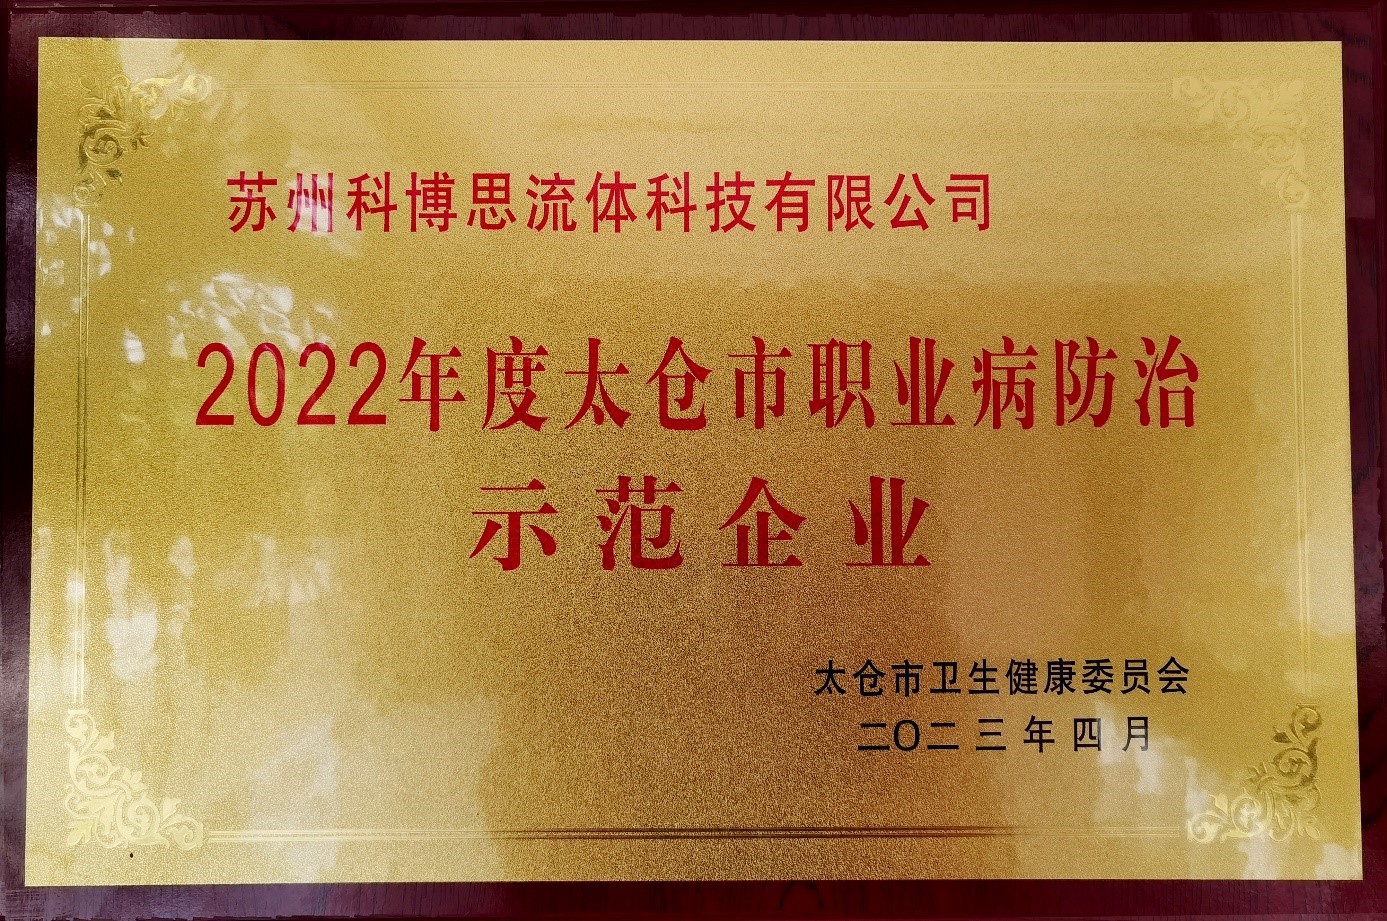 苏州科博思流体科技有限公司
2022年度太仓市职业病防治
示范企业
太仓市卫生健康委员会
二〇二三年四月